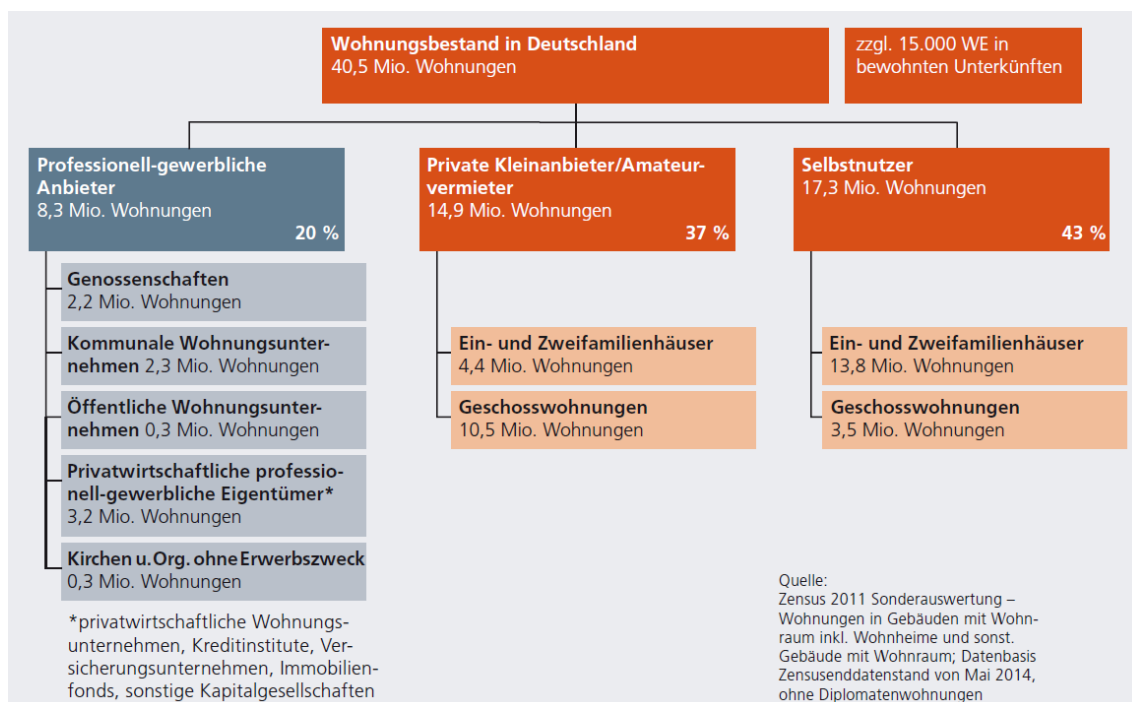 Wohnungsbestand in Deutschland
40,5 Mio. Wohnungen
zzgl. 15.000 WE in
bewohnten Unterkünften
Professionell-gewerbliche
Anbieter
8,3 Mio. Wohnungen
20 %
Private Kleinanbieter/Amateur-
vermieter
14,9 Mio. Wohnungen
37 %
Selbstnutzer
17,3 Mio. Wohnungen
43 %
Genossenschaften
2,2 Mio. Wohnungen
Kommunale Wohnungsunter-
nehmen 2,3 Mio. Wohnungen
Öffentliche Wohnungsunter-
nehmen 0,3 Mio. Wohnungen
Privatwirtschaftliche professio-
nell-gewerbliche Eigentümer*
3,2 Mio. Wohnungen
Kirchen u. Org. ohne Erwerbszweck
0,3 Mio. Wohnungen
*privatwirtschaftliche Wohnungs-
unternehmen, Kreditinstitute, Ver-
sicherungsunternehmen, Immobilien-
fonds, sonstige Kapitalgesellschaften
Ein- und Zweifamilienhäuser
4,4 Mio. Wohnungen
Geschosswohnungen
10,5 Mio. Wohnungen
Ein- und Zweifamilienhäuser
13,8 Mio. Wohnungen
Geschosswohnungen
3,5 Mio. Wohnungen
Quelle:
Zensus 2011 Sonderauswertung –
Wohnungen in Gebäuden mit Wohn-
raum inkl. Wohnheime und sonst.
Gebäude mit Wohnraum; Datenbasis
Zensusenddatenstand von Mai 2014,
ohne Diplomatenwohnungen